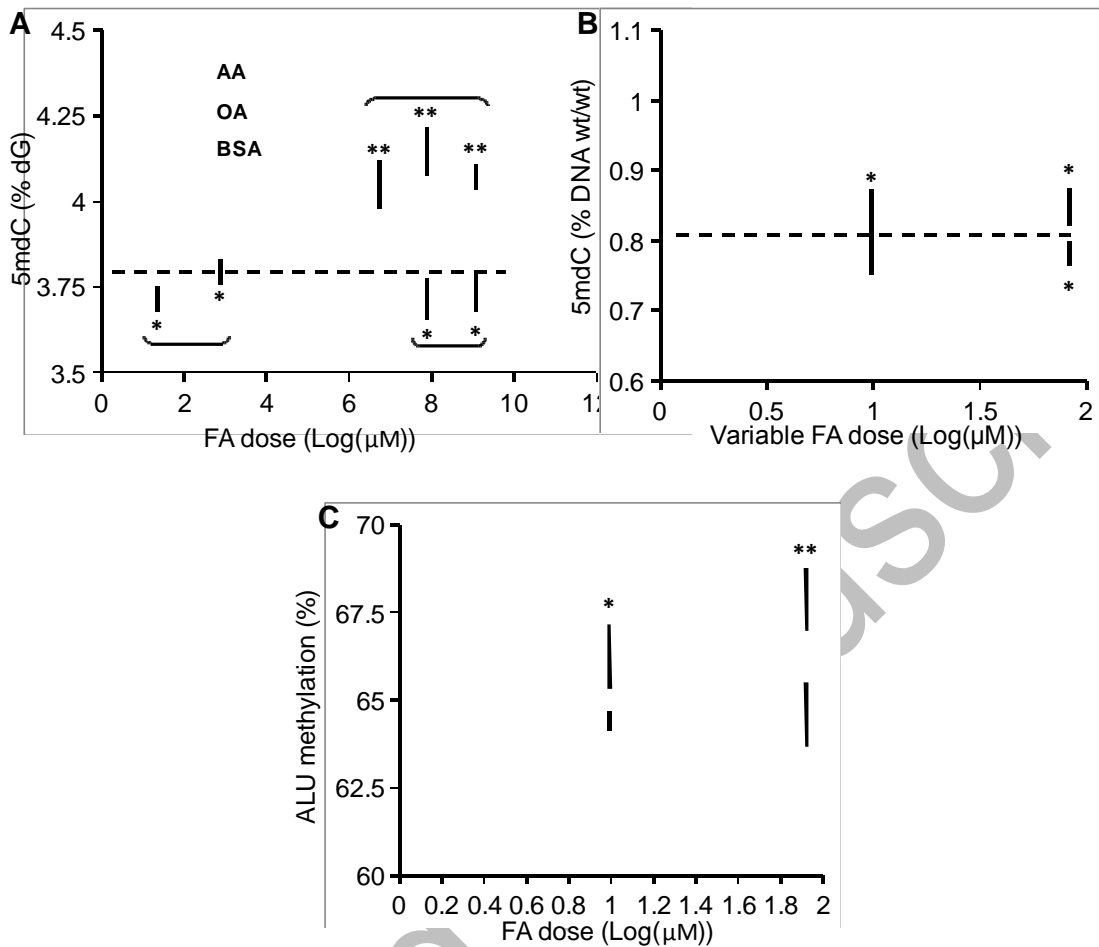 A
4.5
4.25
4
3.75
3.5
5mdC (% dG)
AA
OA
BSA
**
**
**
*
*
*
*
0 2 4 6 8 10
FA dose (Log(µM))
B
1.1
1
0.9
0.8
0.7
0.6
5mdC (% DNA wt/wt)
*
*
*
0 0.5 1 1.5 2
Variable FA dose (Log(µM))
C
70
67.5
65
62.5
60
ALU methylation (%)
*
**
0 0.2 0.4 0.6 0.8 1 1.2 1.4 1.6 1.8 2
FA dose (Log(µM))